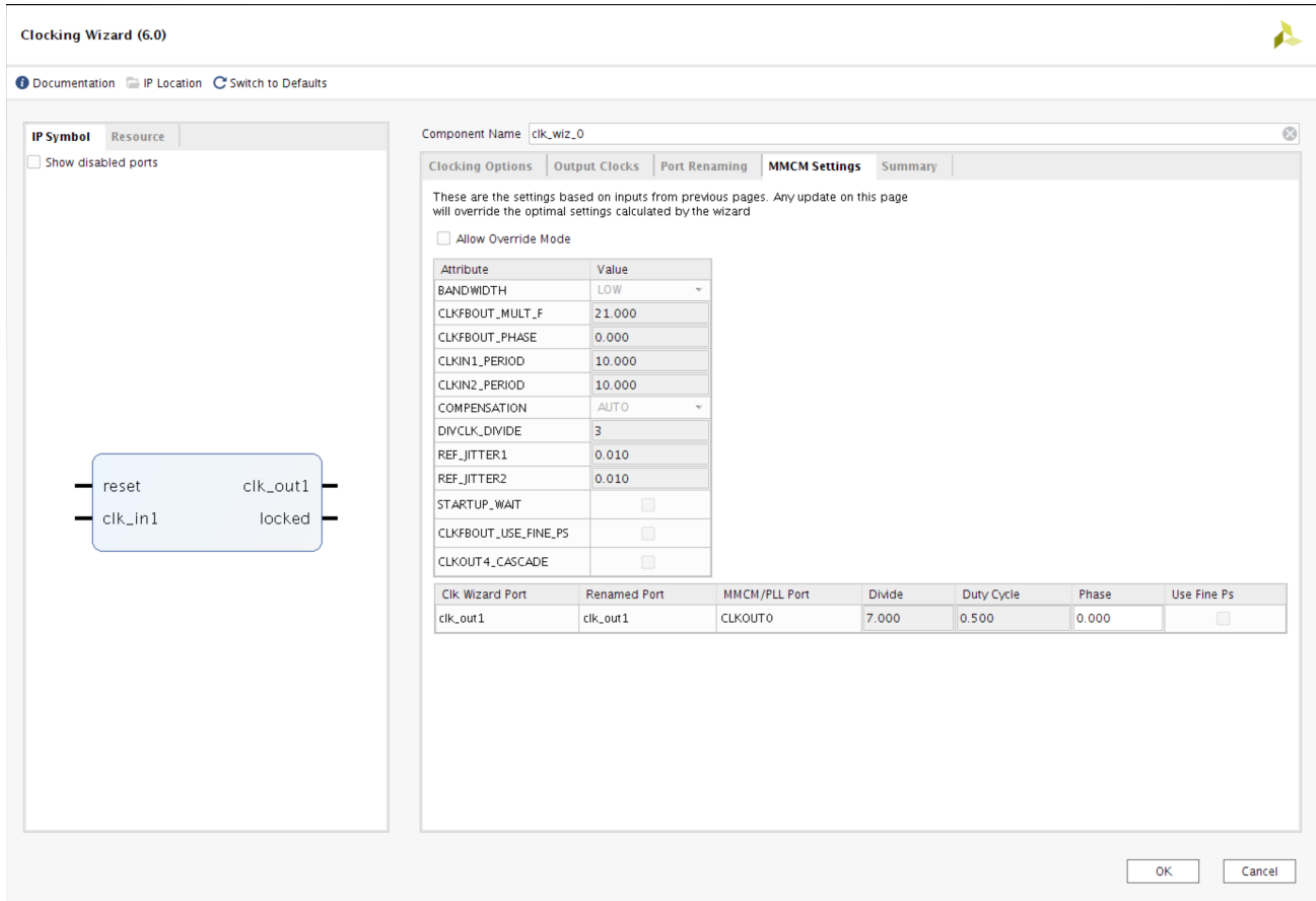 Clocking Wizard (6.0)
Documentation IP Location Switch to Defaults
IP Symbol Resource
Show disabled ports
reset clk_out1
clk_in1 locked
Component Name clk_wiz_0
Clocking Options Output Clocks Port Renaming MMCM Settings Summary
These are the settings based on inputs from previous pages. Any update on this page
will override the optimal settings calculated by the wizard
Allow Override Mode
Attribute Value
BANDWIDTH LOW
CLKFBOUT_MULT_F 21.000
CLKFBOUT_PHASE 0.000
CLKIN1_PERIOD 10.000
CLKIN2_PERIOD 10.000
COMPENSATION AUTO
DIVCLK_DIVIDE 3
REF_JITTER1 0.010
REF_JITTER2 0.010
STARTUP_WAIT
CLKFBOUT_USE_FINE_PS
CLKOUT4_CASCADE
Clk Wizard Port Renamed Port MMCM/PLL Port Divide Duty Cycle Phase Use Fine Ps
clk_out1 clk_out1 CLKOUT0 7.000 0.500 0.000
OK Cancel